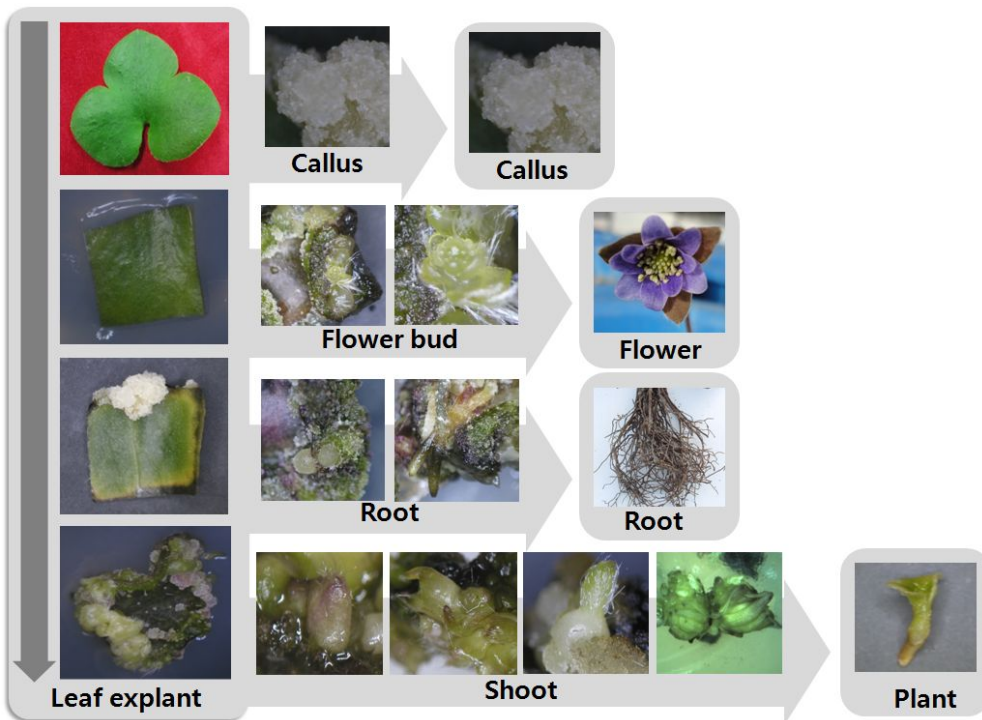 Callus
Callus
Flower bud
Flower
Root
Root
Leaf explant
Shoot
Plant